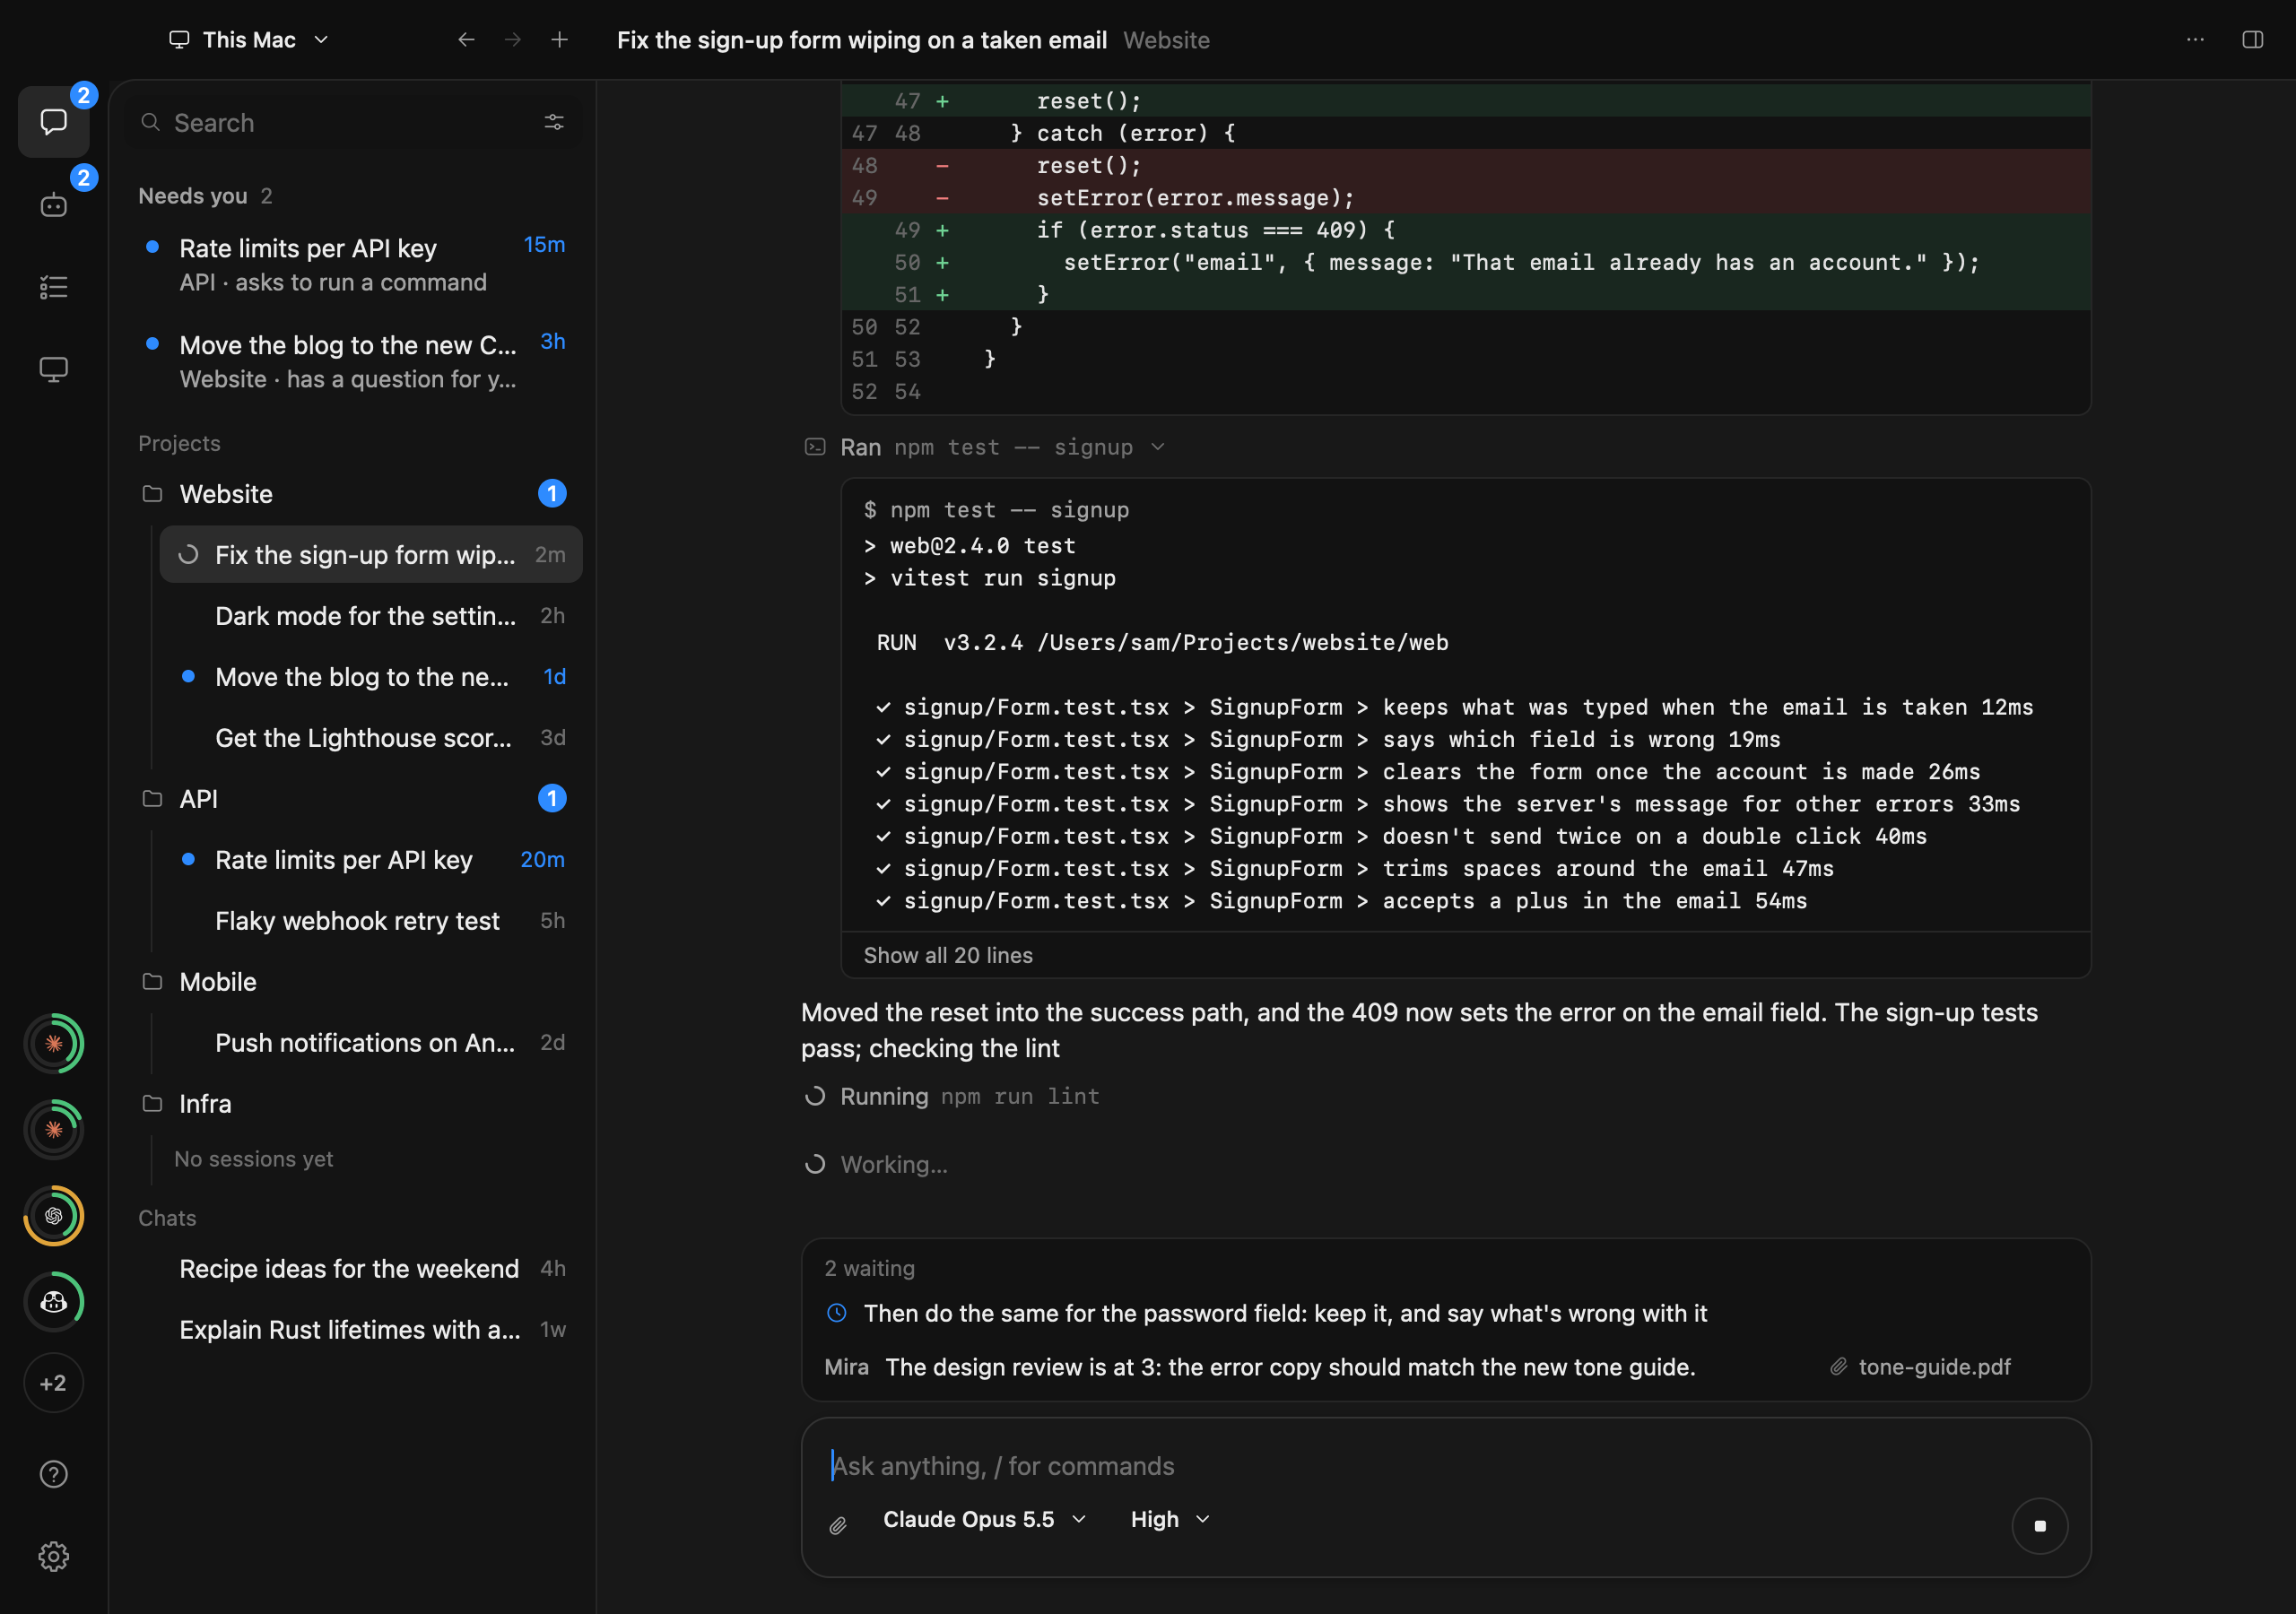 This Mac
Fix the sign-up form wiping on a taken email Website
2
2
Search
Needs you 2
Rate limits per API key 15m
API · asks to run a command
Move the blog to the new C... 3h
Website · has a question for y...
Projects
Website 1
Fix the sign-up form wip... 2m
Dark mode for the settin... 2h
Move the blog to the ne... 1d
Get the Lighthouse scor... 3d
API 1
Rate limits per API key 20m
Flaky webhook retry test 5h
Mobile
Push notifications on An... 2d
Infra
No sessions yet
Chats
Recipe ideas for the weekend 4h
Explain Rust lifetimes with a... 1w
+2
47 + reset();
47 48 } catch (error) {
48 - reset();
49 - setError(error.message);
49 + if (error.status === 409) {
50 + setError("email", { message: "That email already has an account." });
51 + }
50 52 }
51 53 }
52 54
Ran npm test -- signup
$ npm test -- signup
> web@2.4.0 test
> vitest run signup
RUN v3.2.4 /Users/sam/Projects/website/web
✓ signup/Form.test.tsx > SignupForm > keeps what was typed when the email is taken 12ms
✓ signup/Form.test.tsx > SignupForm > says which field is wrong 19ms
✓ signup/Form.test.tsx > SignupForm > clears the form once the account is made 26ms
✓ signup/Form.test.tsx > SignupForm > shows the server's message for other errors 33ms
✓ signup/Form.test.tsx > SignupForm > doesn't send twice on a double click 40ms
✓ signup/Form.test.tsx > SignupForm > trims spaces around the email 47ms
✓ signup/Form.test.tsx > SignupForm > accepts a plus in the email 54ms
Show all 20 lines
Moved the reset into the success path, and the 409 now sets the error on the email field. The sign-up tests
pass; checking the lint
Running npm run lint
Working...
2 waiting
Then do the same for the password field: keep it, and say what's wrong with it
Mira The design review is at 3: the error copy should match the new tone guide. tone-guide.pdf
Ask anything, / for commands
Claude Opus 5.5 High